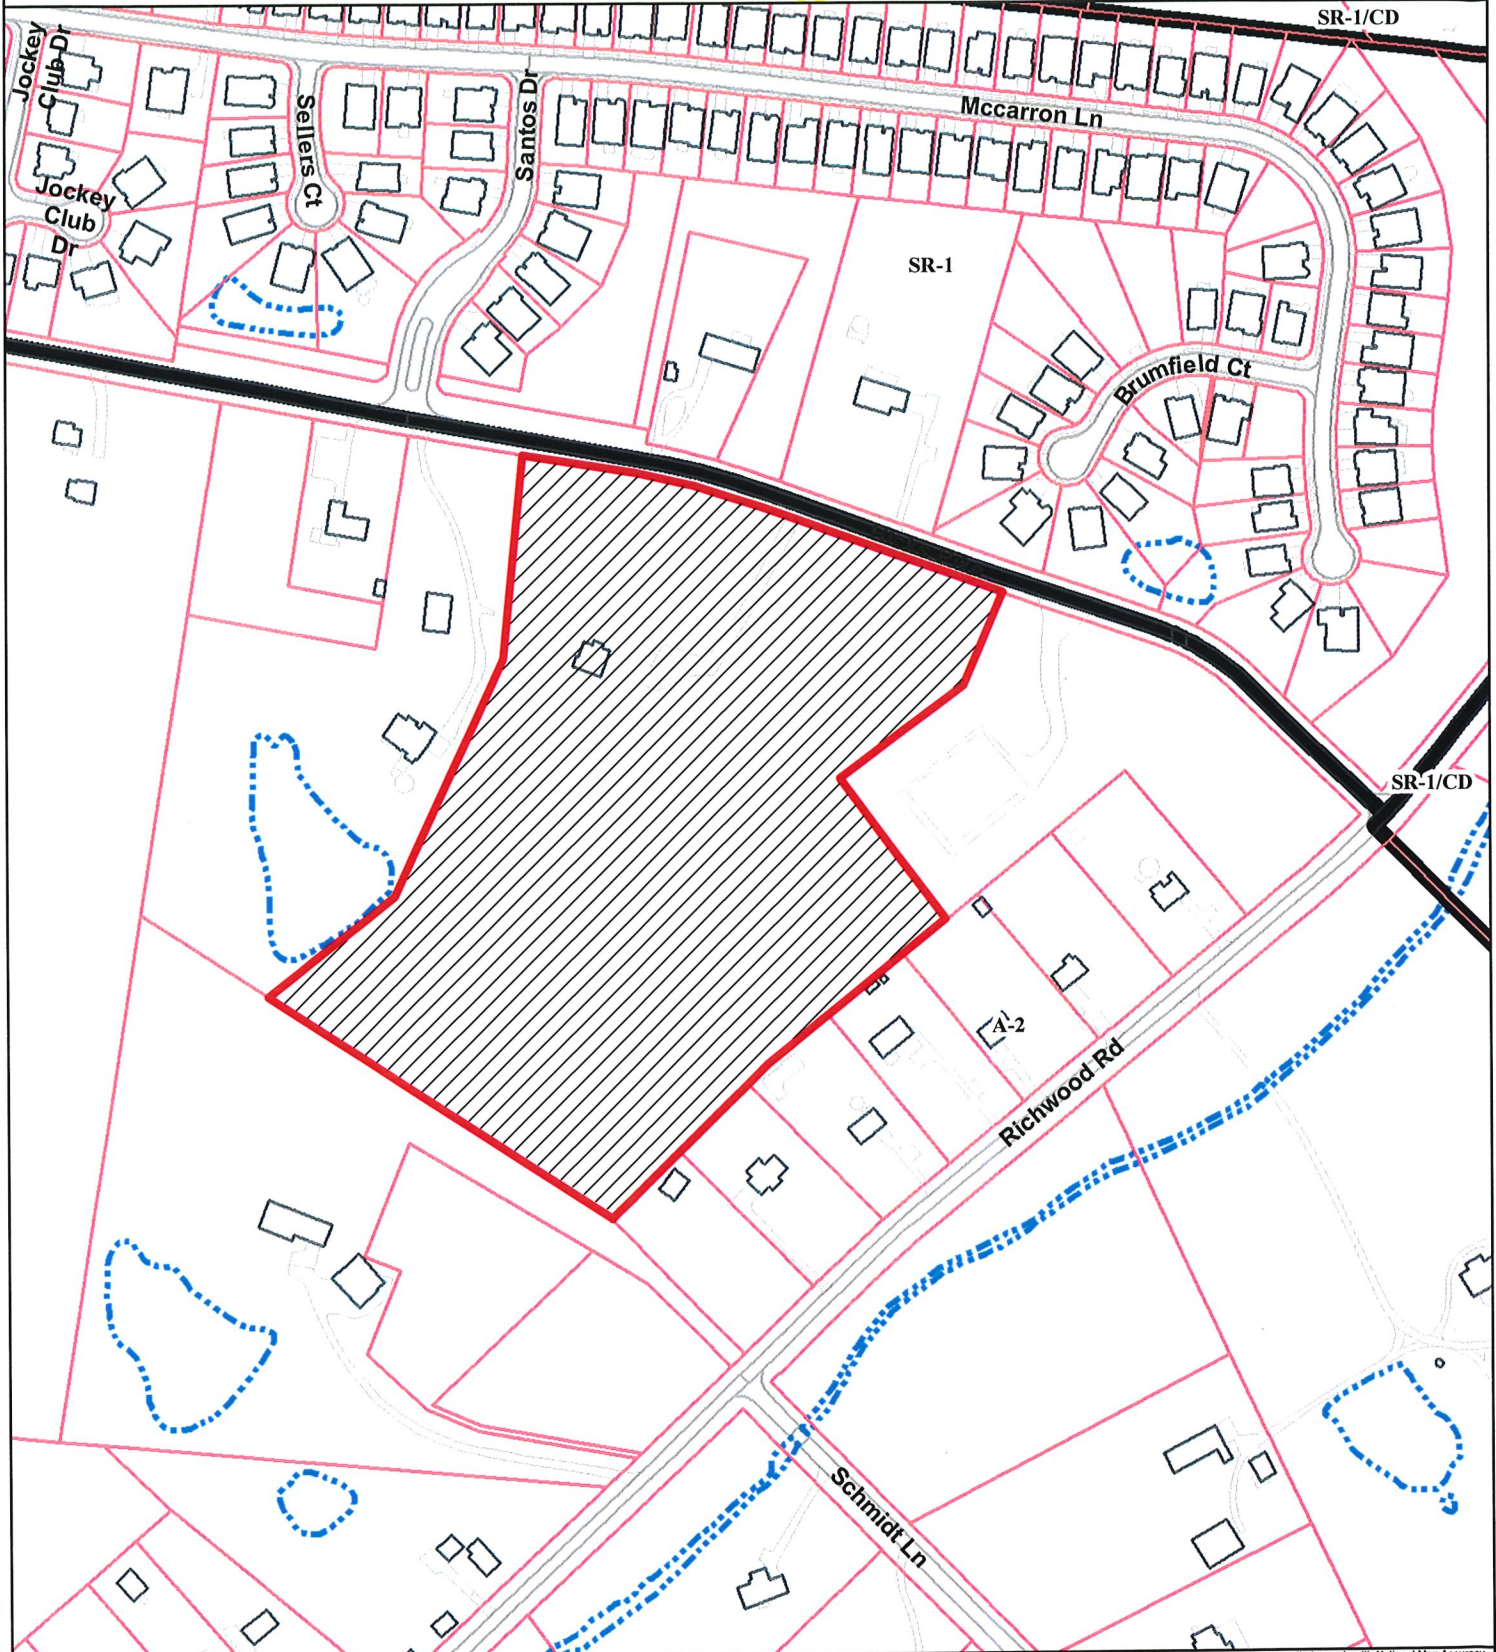 SR-1/CD
Jockey
Club Dr
Mccarron Ln
Sellers Ct
Santos Dr
Jockey
Club
Dr
SR-1
Brumfield Ct
SR-1/CD
A-2
Richwood Rd
Schmidt Ln